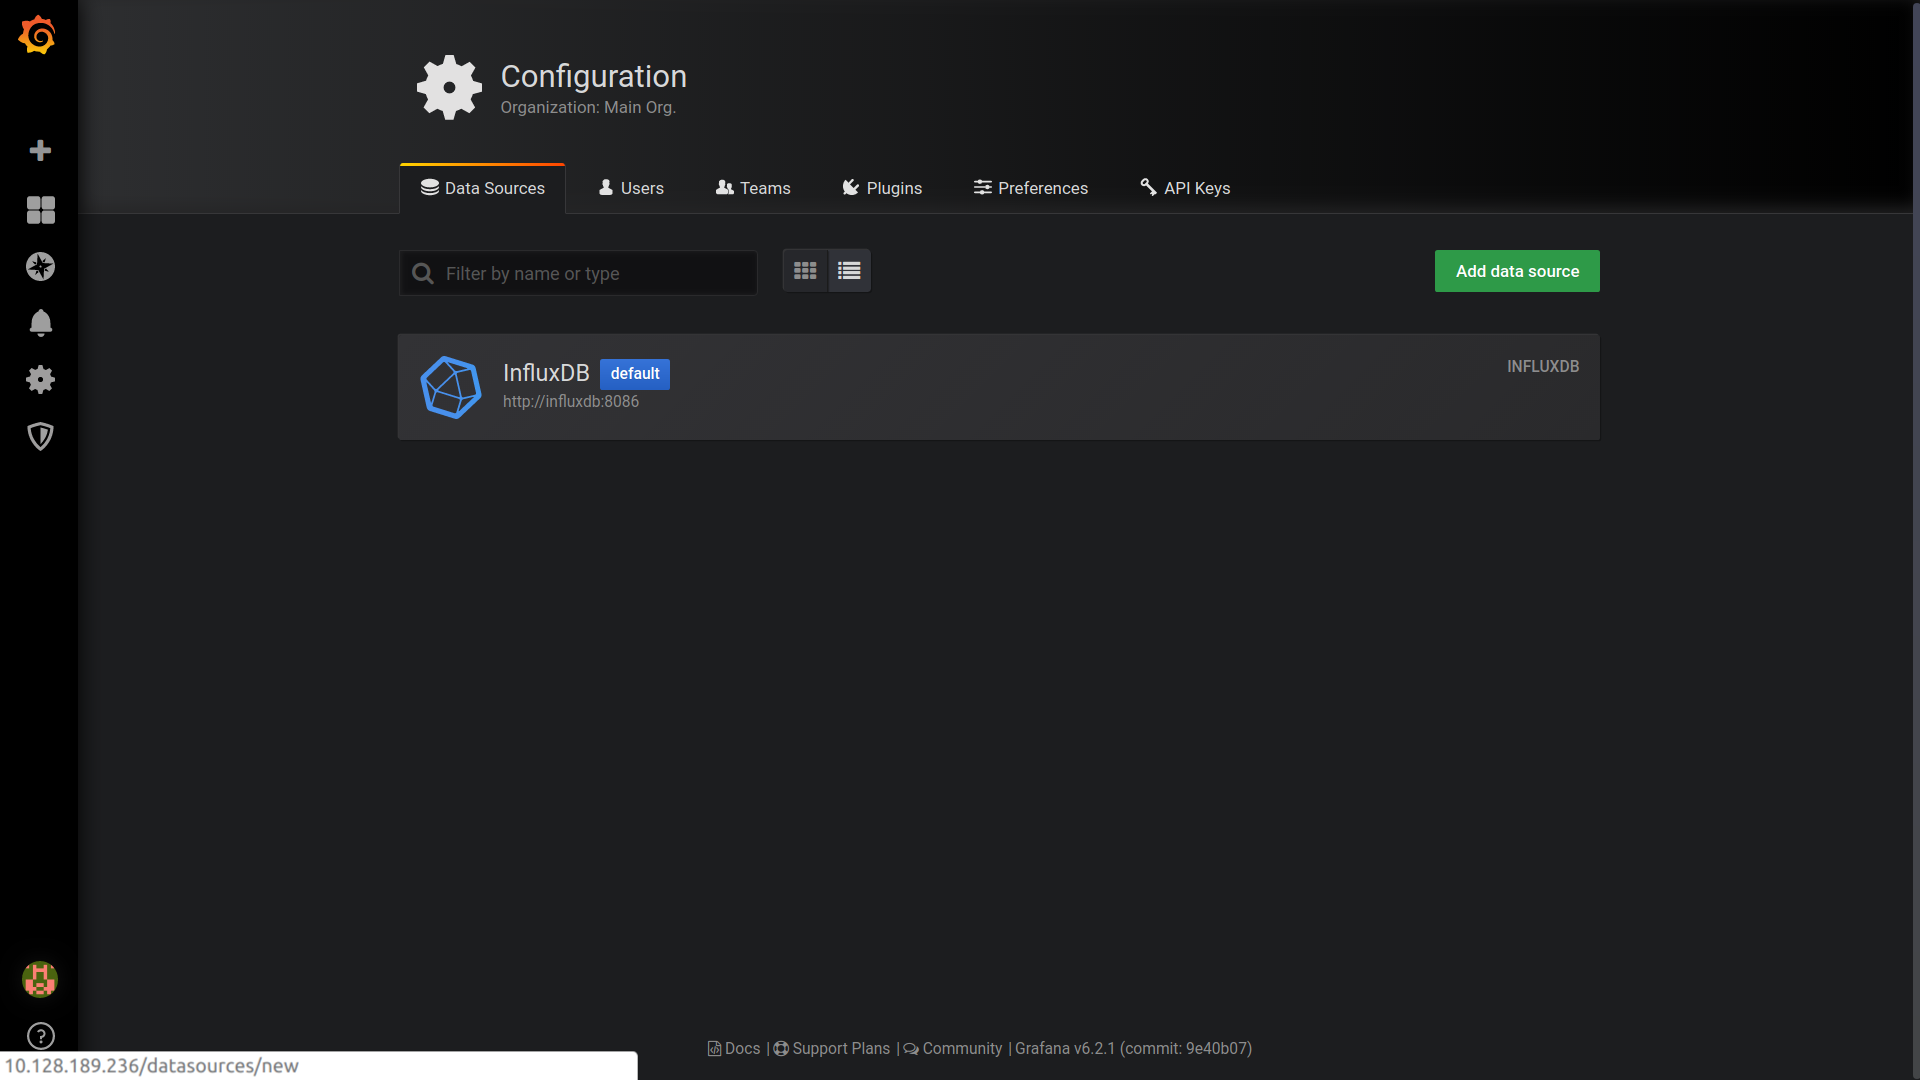 Configuration
Organization: Main Org.
Data Sources
Users
Teams
Plugins
Preferences
API Keys
Filter by name or type
Add data source
InfluxDB default
INFLUXDB
http://influxdb:8086
?
Docs | Support Plans | Community | Grafana v6.2.1 (commit: 9e40b07)
10.128.189.236/datasources/new